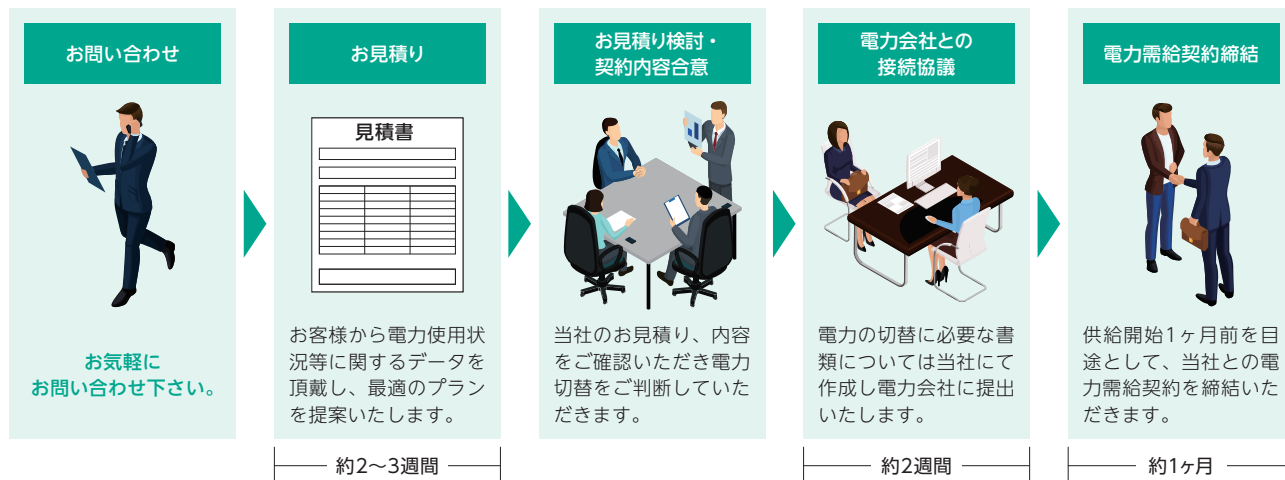 お問い合わせ
お気軽に
お問い合わせ下さい。
お見積り
見積書
お客様から電力使用状
況等に関するデータを
頂戴し、最適のプラン
を提案いたします。
約2〜3週間
お見積り検討・
契約内容合意
当社のお見積り、内容
をご確認いただき電力
切替をご判断していた
だきます。
電力会社との
接続協議
電力の切替に必要な書
類については当社にて
作成し電力会社に提出
いたします。
約2週間
電力需給契約締結
供給開始1ヶ月前を目
途として、当社との電
力需給契約を締結いた
だきます。
約1ヶ月